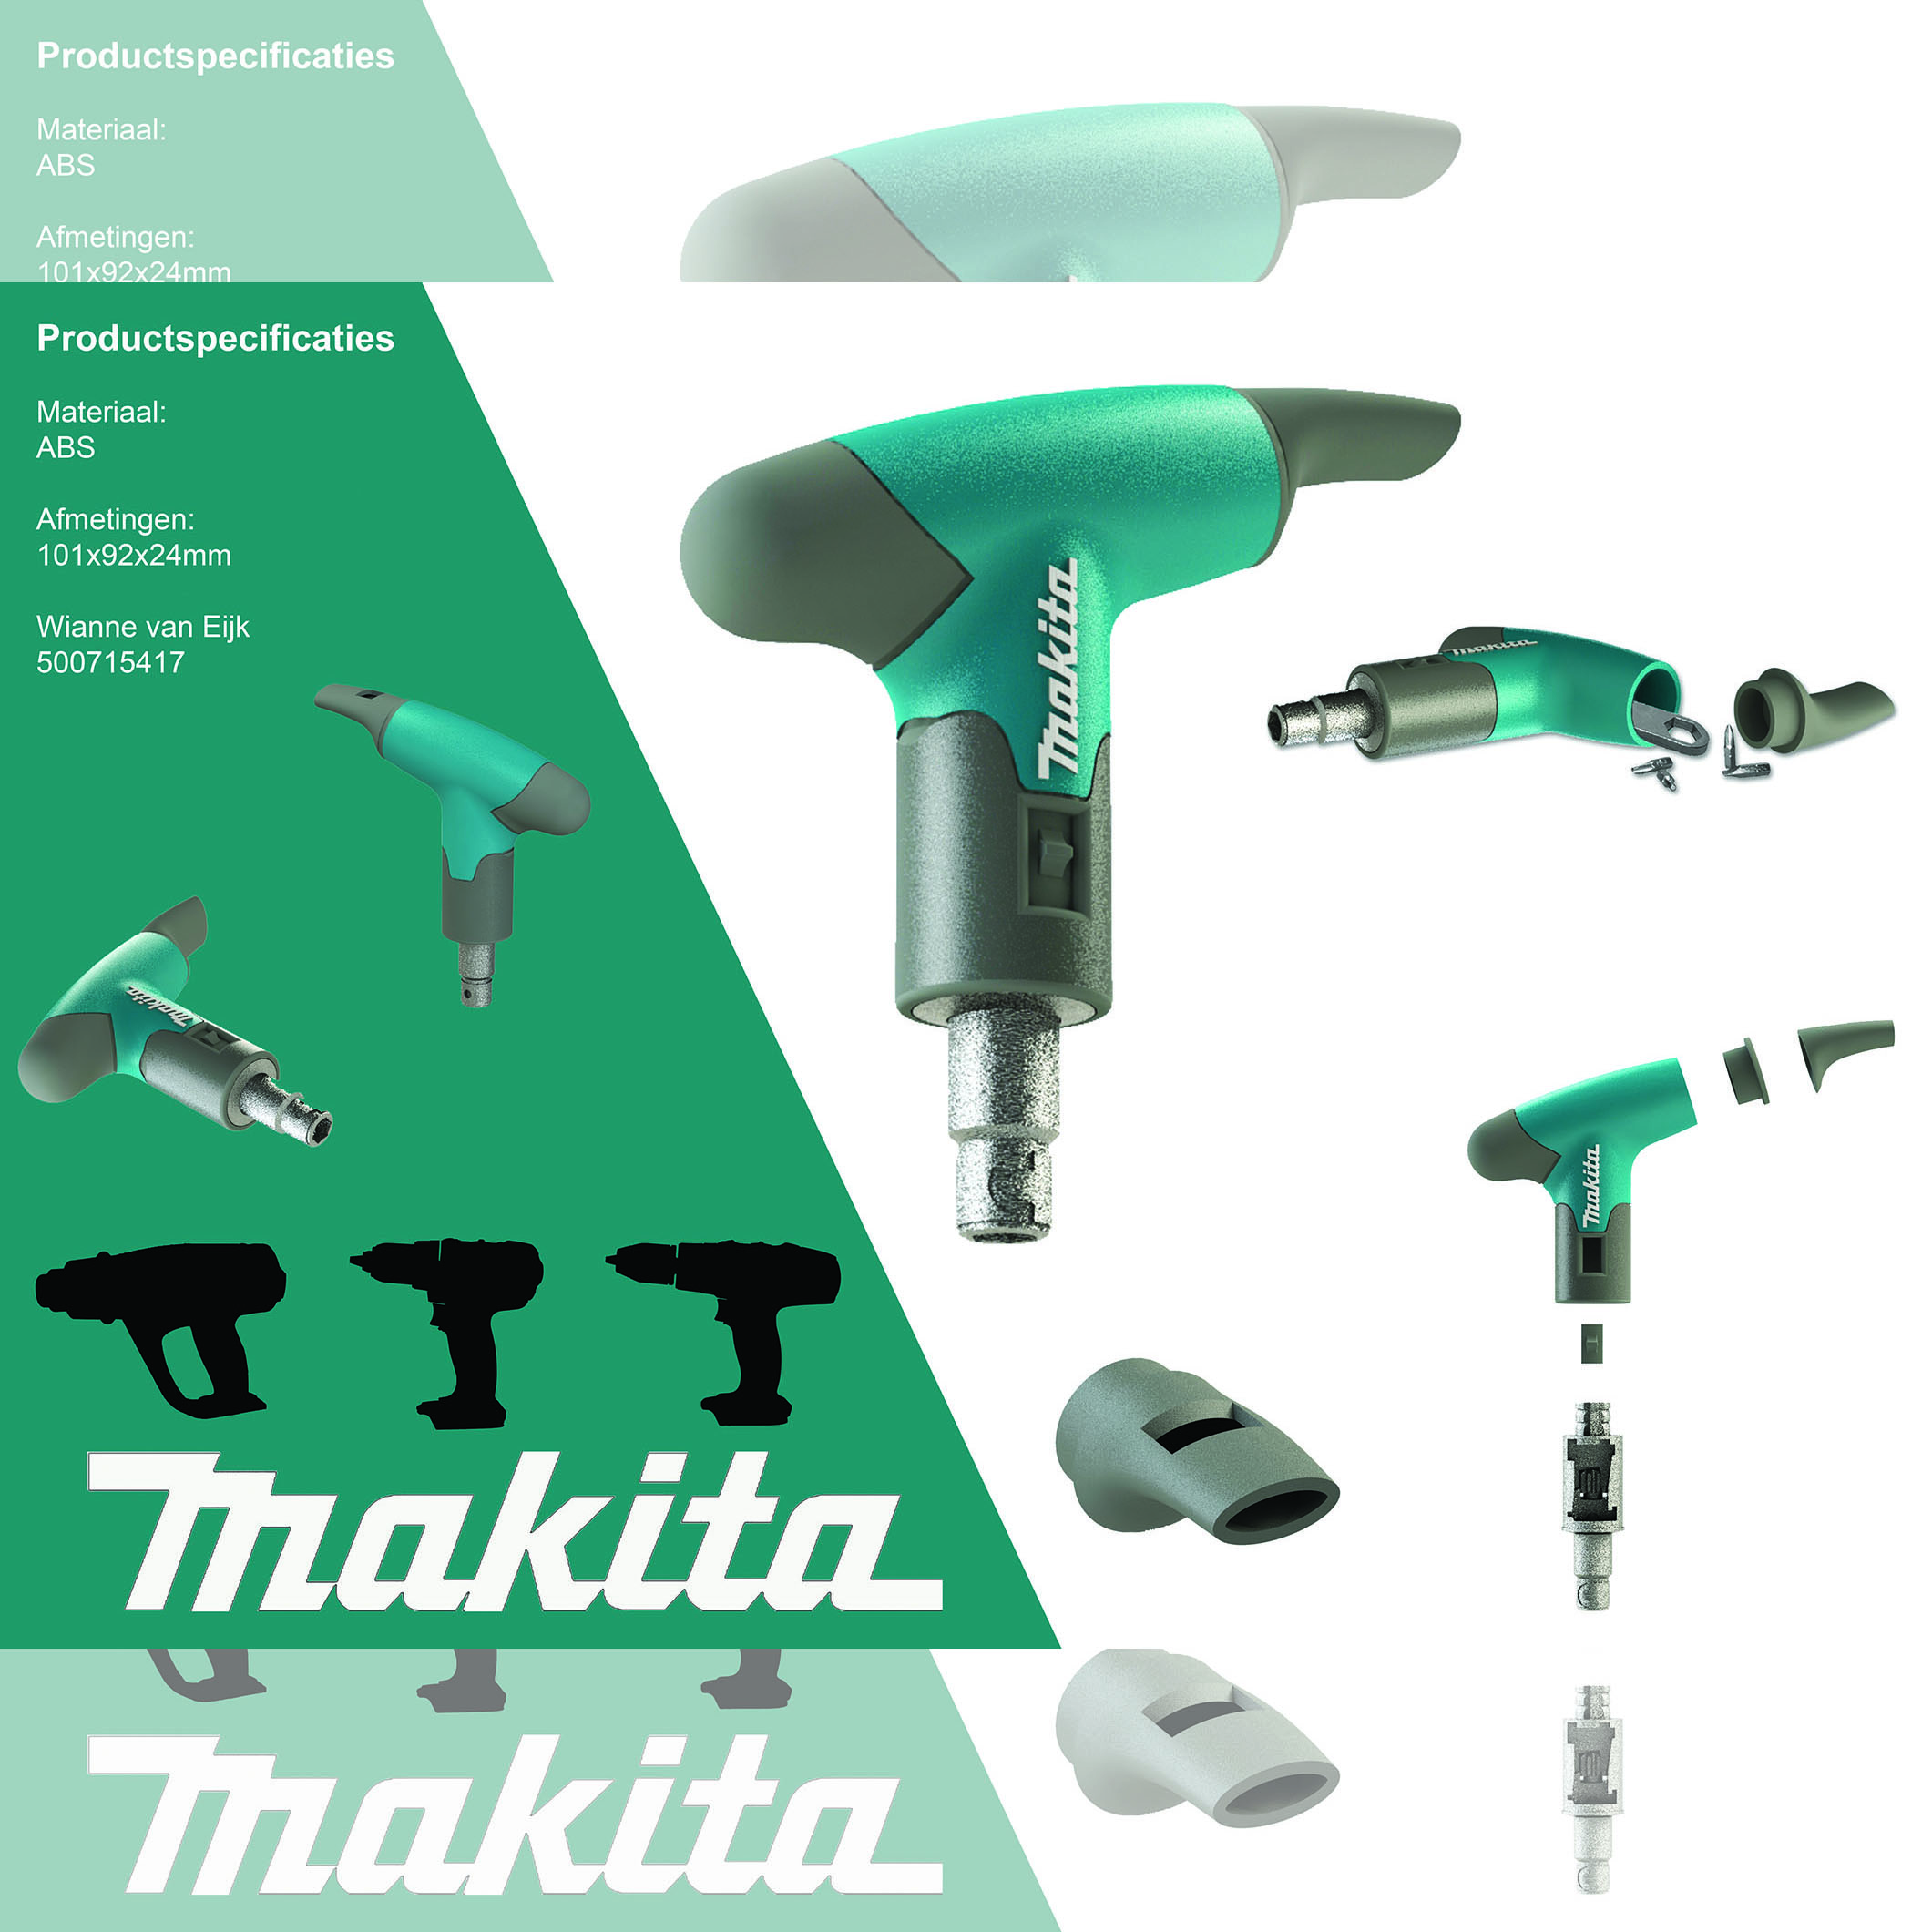 Productspecificaties
Materiaal:
ABS
Afmetingen:
101x92x24mm
Productspecificaties
Materiaal:
ABS
Afmetingen:
101x92x24mm
Wianne van Eijk
500715417
makita
makita
makita
makita
makita
makita